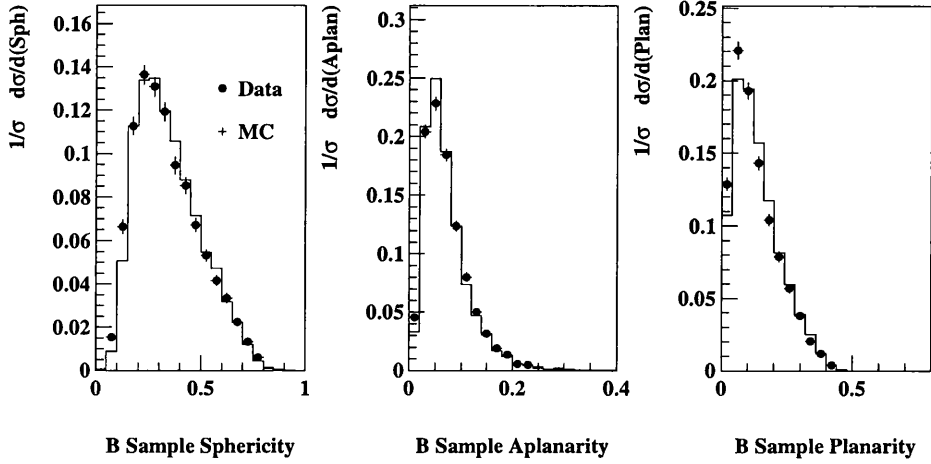 1/σ dσ/d(Sph)
0.16
0.14
0.12
0.1
0.08
0.06
0.04
0.02
0
0 0.5 1
Data
MC
B Sample Sphericity
1/σ dσ/d(Aplan)
0.3
0.25
0.2
0.15
0.1
0.05
0
0 0.2 0.4
B Sample Aplanarity
1/σ dσ/d(Plan)
0.25
0.2
0.15
0.1
0.05
0
0 0.5
B Sample Planarity